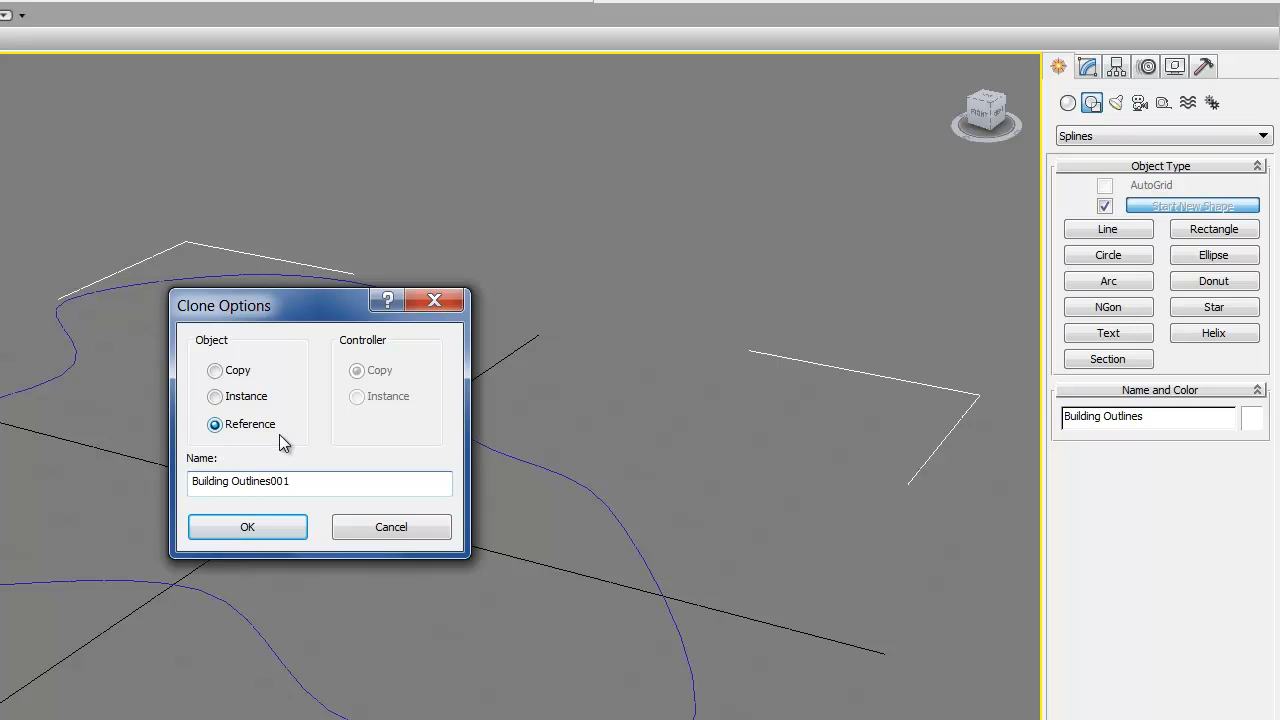 FRONT
Splines
Object Type
AutoGrid
Start New Shape
Line
Rectangle
Circle
Ellipse
Arc
Donut
NGon
Star
Text
Helix
Section
Name and Color
Building Outlines
Clone Options
?
Object
Controller
Copy
Copy
Instance
Instance
Reference
Name:
Building Outlines001
OK
Cancel